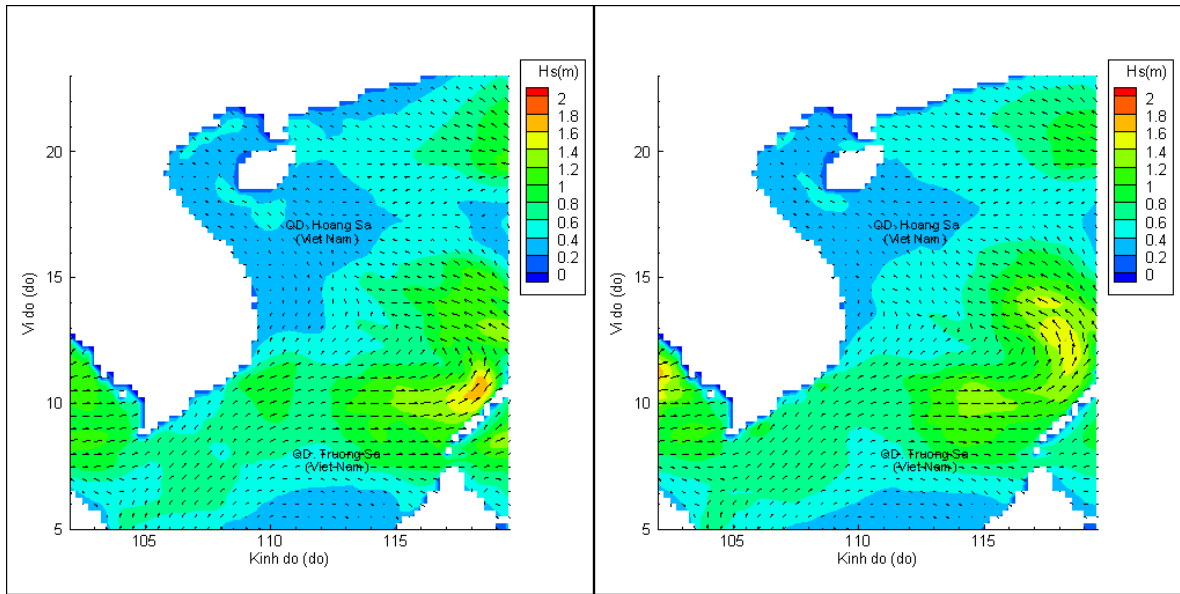 Hs(m)
2
1.8
1.6
1.4
1.2
1
0.8
0.6
0.4
0.2
0
20
15
10
5
Vi do (do)
QD. Hoang Sa
(Viet Nam)
QD. Truong Sa
(Viet Nam)
105
110
115
Kinh do (do)
Hs(m)
2
1.8
1.6
1.4
1.2
1
0.8
0.6
0.4
0.2
0
20
15
10
5
Vi do (do)
QD. Hoang Sa
(Viet Nam)
QD. Truong Sa
(Viet Nam)
105
110
115
Kinh do (do)